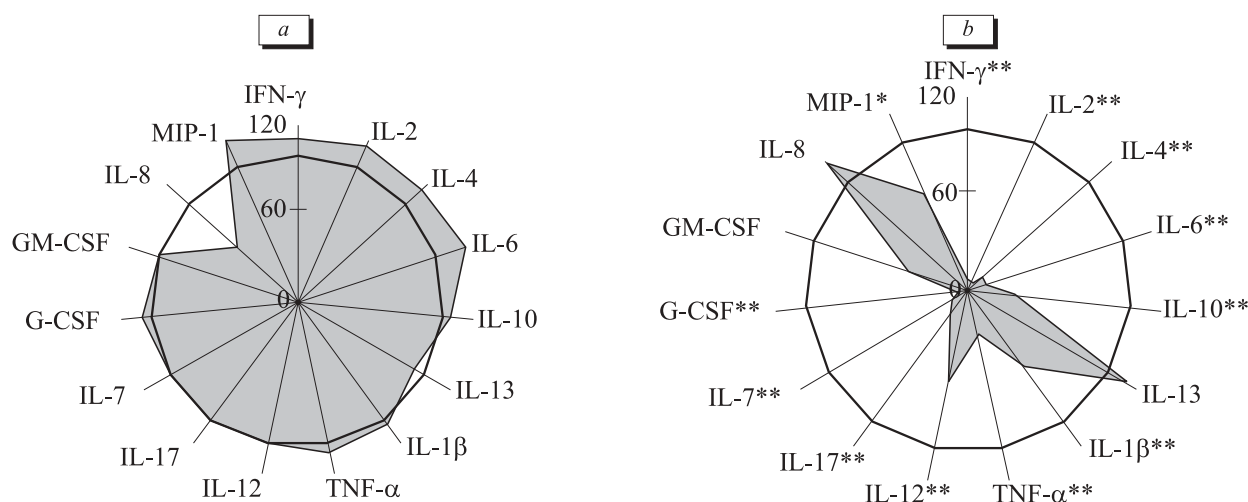 a
IFN-γ
120
MIP-1
IL-2
IL-8
IL-4
60
GM-CSF
IL-6
0
G-CSF
IL-10
IL-7
IL-13
IL-17
IL-1β
IL-12
TNF-α
b
IFN-γ**
120
MIP-1*
IL-2**
IL-8
IL-4**
60
GM-CSF
IL-6**
0
G-CSF**
IL-10**
IL-7**
IL-13
IL-17**
IL-1β**
IL-12**
TNF-α**